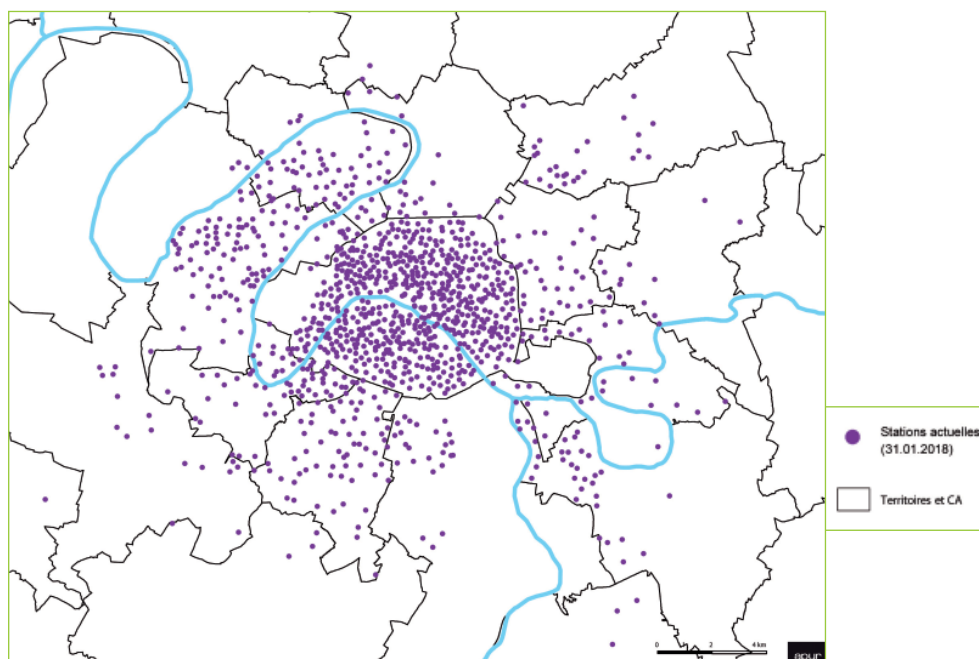 Stations actuelles
(31.01.2018)
Territoires et CA
0 2 4 km
apur